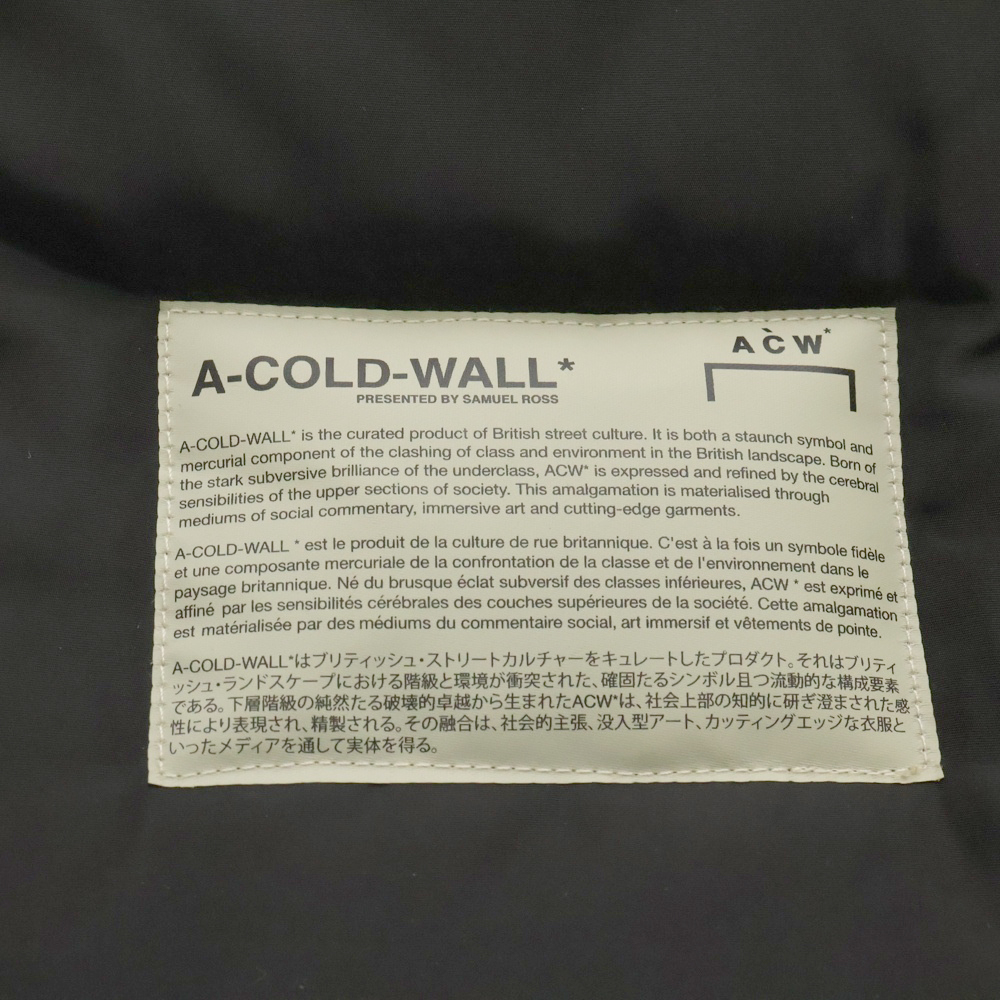 A-COLD-WALL*
PRESENTED BY SAMUEL ROSS
ACẀ*
A-COLD-WALL* is the curated product of British street culture. It is both a staunch symbol and
mercurial component of the clashing of class and environment in the British landscape. Born of
the stark subversive brilliance of the underclass, ACW* is expressed and refined by the cerebral
sensibilities of the upper sections of society. This amalgamation is materialised through
mediums of social commentary, immersive art and cutting-edge garments.
A-COLD-WALL * est le produit de la culture de rue britannique. C'est à la fois un symbole fidèle
et une composante mercuriale de la confrontation de la classe et de l'environnement dans le
paysage britannique. Né du brusque éclat subversif des classes inférieures, ACW * est exprimé et
affiné par les sensibilités cérébrales des couches supérieures de la société. Cette amalgamation
est matérialisée par des médiums du commentaire social, art immersif et vêtements de pointe.
A-COLD-WALL*はブリティッシュ・ストリートカルチャーをキュレートしたプロダクト。それはブリティ
ッシュ・ランドスケープにおける階級と環境が衝突された、確固たるシンボル且つ流動的な構成要素
である。下層階級の純然たる破壊的卓越から生まれたACW*は、社会上部の知的に研ぎ澄まされた感
性により表現され、精製される。その融合は、社会的主張、没入型アート、カッティングエッジな衣服と
いったメディアを通して実体を得る。